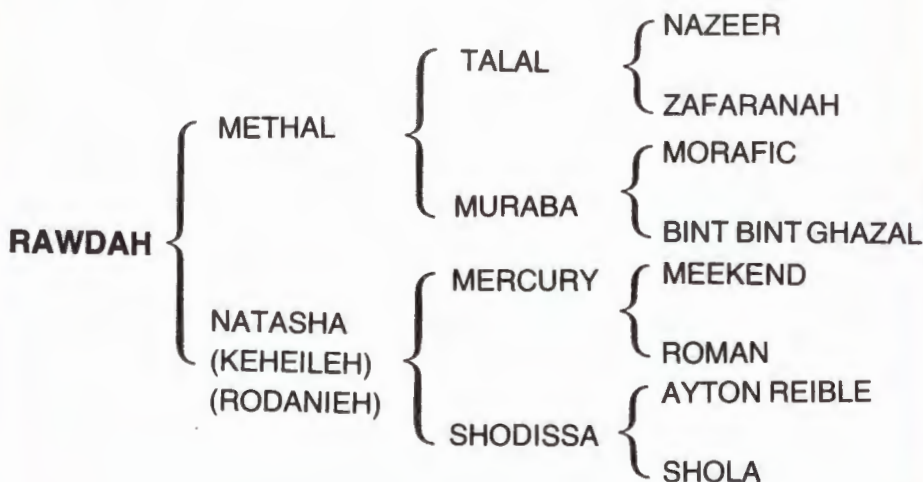 NAZEER
TALAL
ZAFARANAH
METHAL
MORAFIC
MURABA
BINT BINT GHAZAL
RAWDAH
MERCURY
MEEKEND
NATASHA
(KEHEILEH)
(RODANIEH)
ROMAN
AYTON REIBLE
SHODISSA
SHOLA